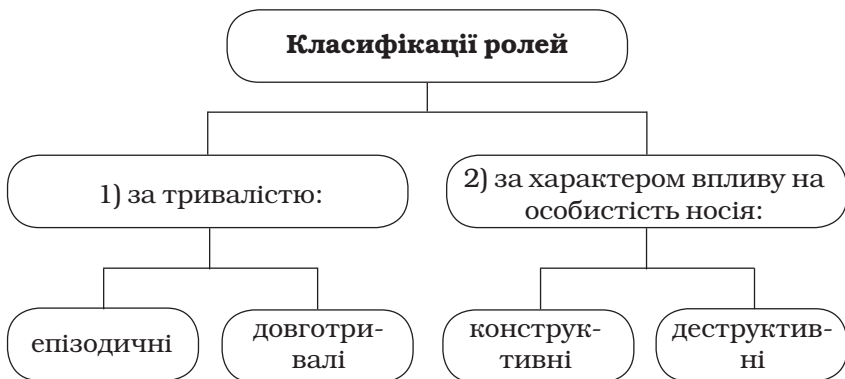 Класифікації ролей
1) за тривалістю:
2) за характером впливу на
особистість носія:
епізодичні
довготри-
валі
конструк-
тивні
деструктив-
ні